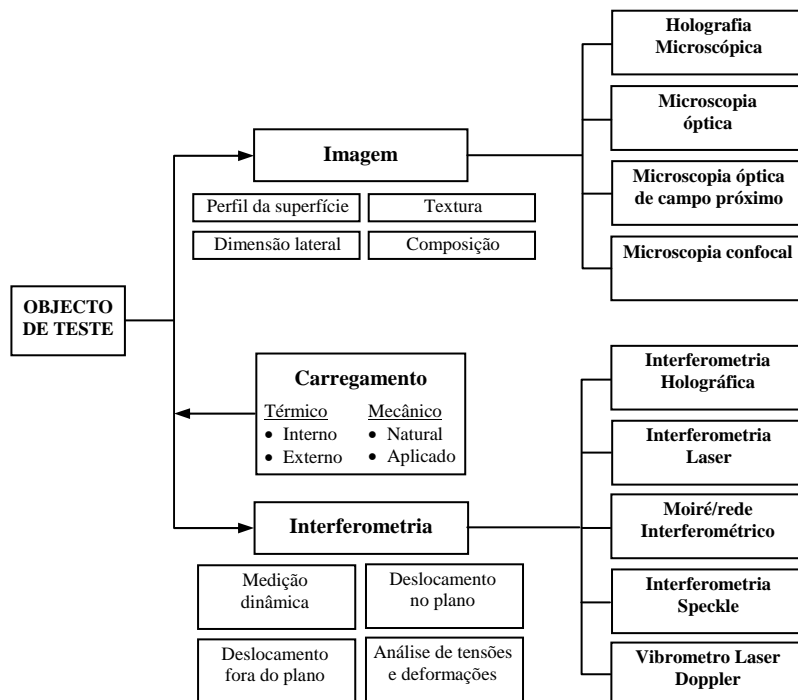 OBJECTO
DE TESTE
Imagem
Perfil da superfície
Textura
Dimensão lateral
Composição
Holografia
Microscópica
Microscopia
óptica
Microscopia óptica
de campo próximo
Microscopia confocal
Carregamento
Térmico
• Interno
• Externo
Mecânico
• Natural
• Aplicado
Interferometria
Medição
dinâmica
Deslocamento
no plano
Deslocamento
fora do plano
Análise de tensões
e deformações
Interferometria
Holográfica
Interferometria
Laser
Moiré/rede
Interferométrico
Interferometria
Speckle
Vibrometro Laser
Doppler